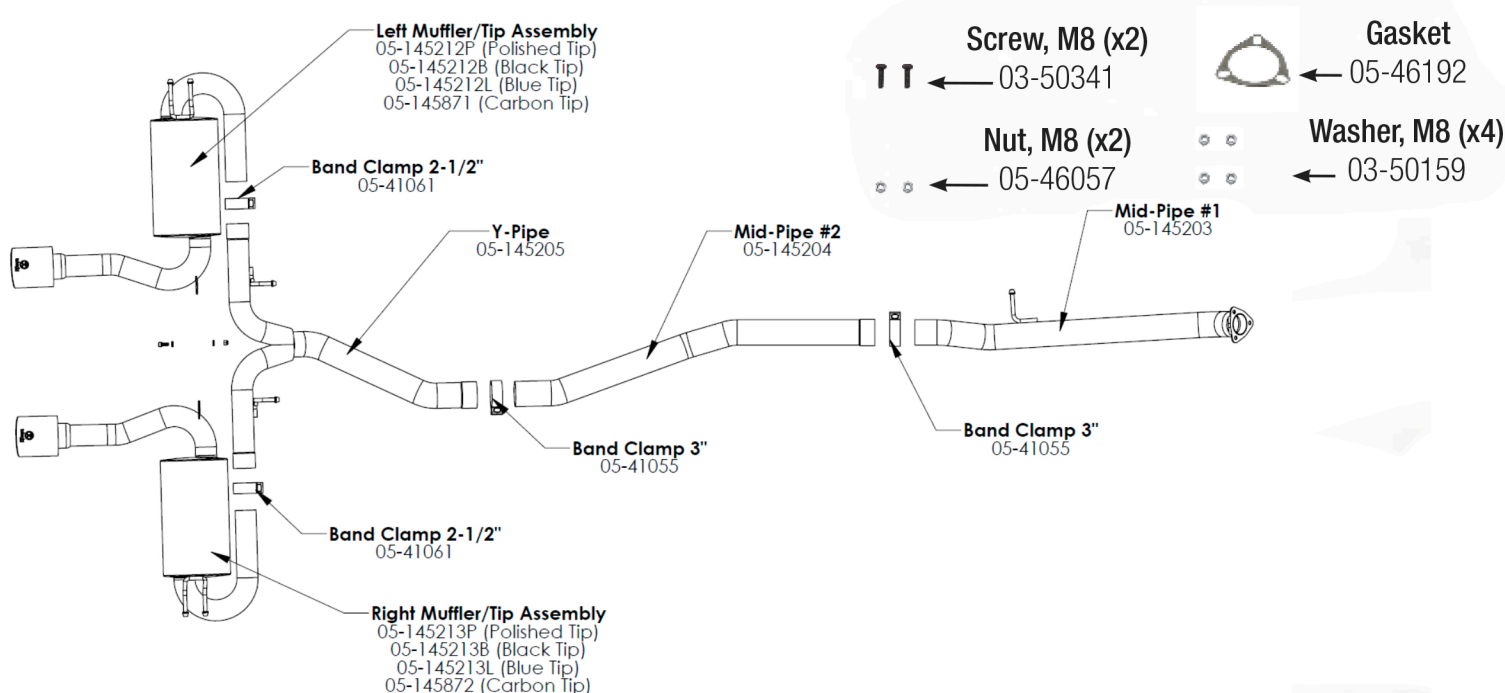 Left Muffler/Tip Assembly
05-145212P (Polished Tip)
05-145212B (Black Tip)
05-145212L (Blue Tip)
05-145871 (Carbon Tip)
Screw, M8 (x2)
03-50341
Gasket
05-46192
Nut, M8 (x2)
05-46057
Washer, M8 (x4)
03-50159
Band Clamp 2-1/2"
05-41061
Y-Pipe
05-145205
Mid-Pipe #2
05-145204
Mid-Pipe #1
05-145203
Band Clamp 3"
05-41055
Band Clamp 3"
05-41055
Band Clamp 2-1/2"
05-41061
Right Muffler/Tip Assembly
05-145213P (Polished Tip)
05-145213B (Black Tip)
05-145213L (Blue Tip)
05-145872 (Carbon Tip)